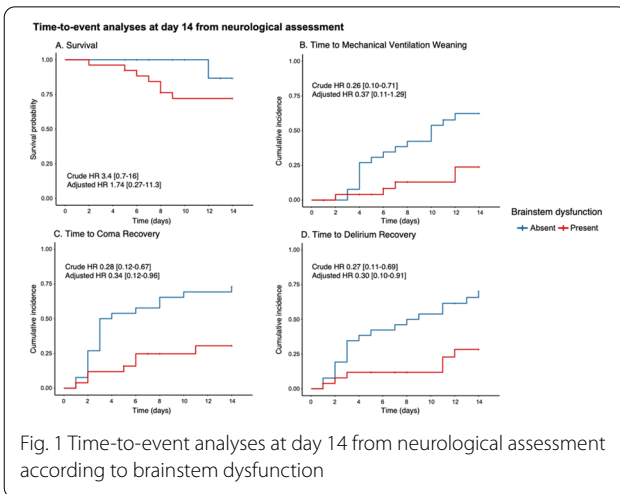 Time-to-event analyses at day 14 from neurological assessment
A. Survival
1.00
0.75
0.50
0.25
0.00
Survival probability
Crude HR 3.4 [0.7-16]
Adjusted HR 1.74 [0.27-11.3]
0 2 4 6 8 10 12 14
Time (days)
B. Time to Mechanical Ventilation Weaning
1.00
0.75
0.50
0.25
0.00
Cumulative incidence
Crude HR 0.26 [0.10-0.71]
Adjusted HR 0.37 [0.11-1.29]
0 2 4 6 8 10 12 14
Time (days)
Brainstem dysfunction
Absent Present
C. Time to Coma Recovery
1.00
0.75
0.50
0.25
0.00
Cumulative incidence
Crude HR 0.28 [0.12-0.67]
Adjusted HR 0.34 [0.12-0.96]
0 2 4 6 8 10 12 14
Time (days)
D. Time to Delirium Recovery
1.00
0.75
0.50
0.25
0.00
Cumulative incidence
Crude HR 0.27 [0.11-0.69]
Adjusted HR 0.30 [0.10-0.91]
0 2 4 6 8 10 12 14
Time (days)
Fig. 1 Time-to-event analyses at day 14 from neurological assessment
according to brainstem dysfunction